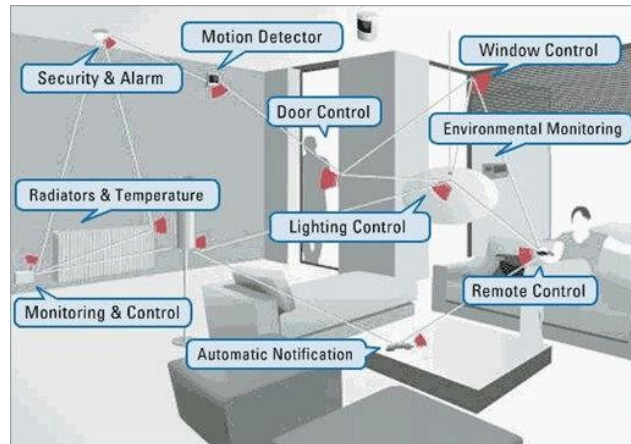 Motion Detector
Window Control
Security & Alarm
Door Control
Environmental Monitoring
Radiators & Temperature
Lighting Control
Remote Control
Monitoring & Control
Automatic Notification